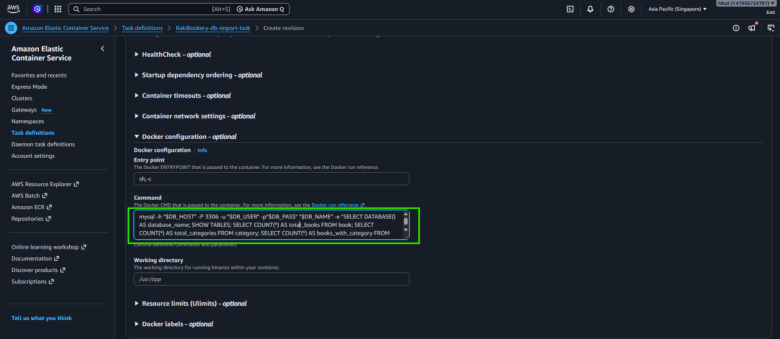 aws
Search
[Alt+S]
Ask Amazon Q
Asia Pacific (Singapore)
Nhat (147956724787)
Amazon Elastic Container Service
Task definitions
RakiBookery-db-import-task
Create revision
Amazon Elastic
Container Service
Favorites and recents
Express Mode
Clusters
Gateways New
Namespaces
Task definitions
Daemon task definitions
Account settings
AWS Resource Explorer
AWS Batch
Amazon ECR
Repositories
Online learning workshop
Documentation
Discover products
Subscriptions
Tell us what you think
HealthCheck - optional
Startup dependency ordering - optional
Container timeouts - optional
Container network settings - optional
Docker configuration - optional
Docker configuration Info
Entry point
The Docker ENTRYPOINT that is passed to the container. For more information, see the Docker run reference.
sh,-c
Command
The Docker CMD that is passed to the container. For more information, see the Docker run reference
mysql -h "$DB_HOST" -P 3306 -u "$DB_USER" -p"$DB_PASS" "$DB_NAME" -e "SELECT DATABASE()
AS database_name; SHOW TABLES; SELECT COUNT(*) AS total_books FROM book; SELECT
COUNT(*) AS total_categories FROM category; SELECT COUNT(*) AS books_with_category FROM
Working directory
The working directory for running binaries within your container.
/usr/app
Resource limits (Ulimits) - optional
Docker labels - optional